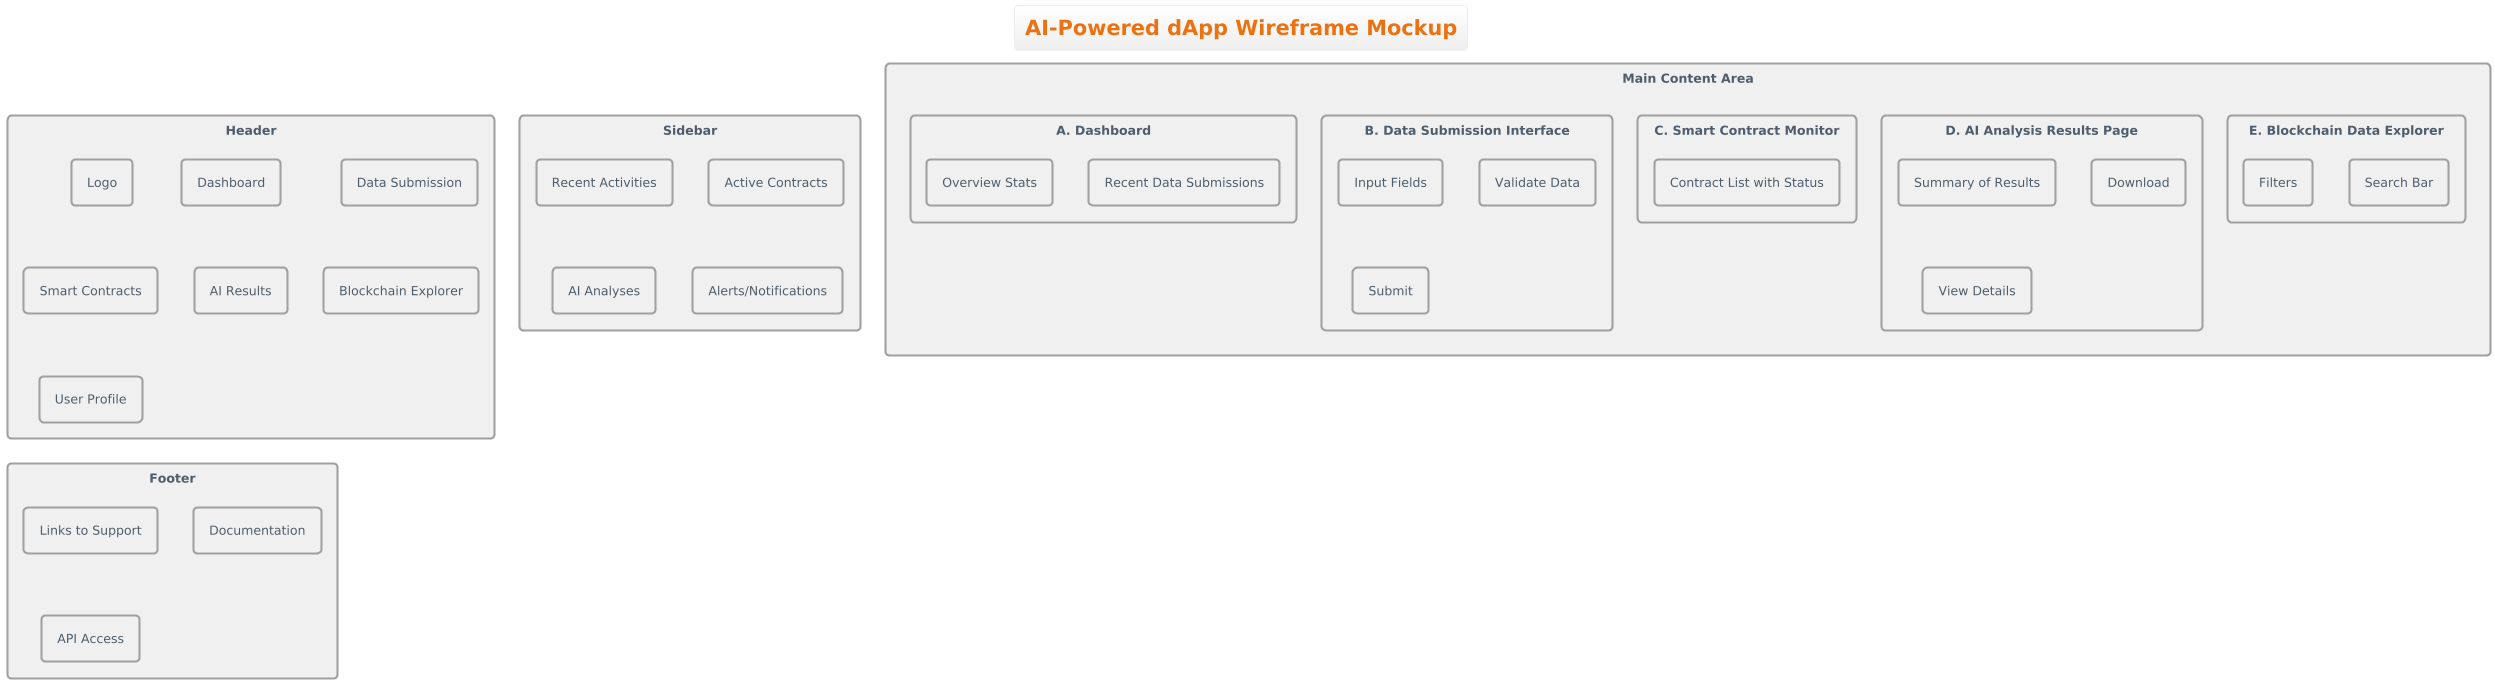 AI-Powered dApp Wireframe Mockup
Header
Logo
Dashboard
Data Submission
Smart Contracts
AI Results
Blockchain Explorer
User Profile
Sidebar
Recent Activities
Active Contracts
AI Analyses
Alerts/Notifications
Main Content Area
A. Dashboard
Overview Stats
Recent Data Submissions
B. Data Submission Interface
Input Fields
Validate Data
Submit
C. Smart Contract Monitor
Contract List with Status
D. AI Analysis Results Page
Summary of Results
Download
View Details
E. Blockchain Data Explorer
Filters
Search Bar
Footer
Links to Support
Documentation
API Access